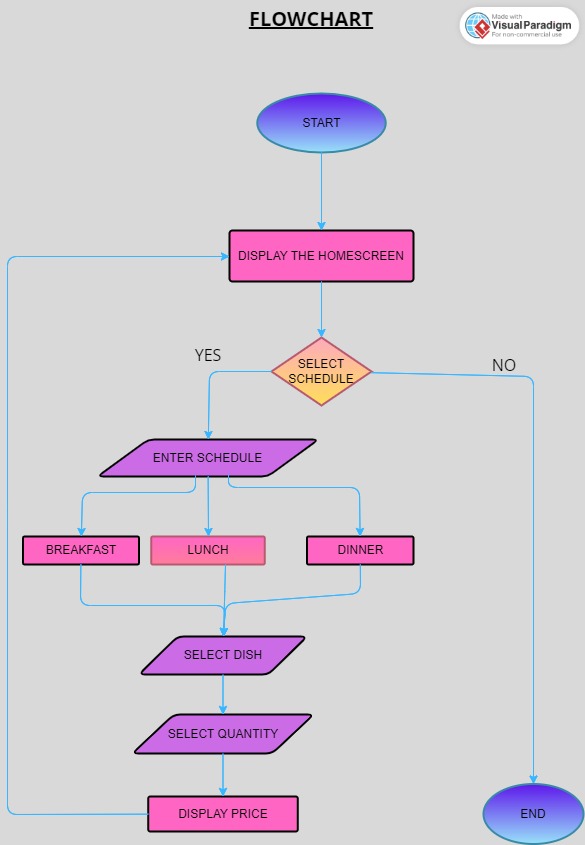 FLOWCHART
Made with
Visual Paradigm
For non-commercial use
START
DISPLAY THE HOMESCREEN
SELECT
SCHEDULE
YES
NO
ENTER SCHEDULE
BREAKFAST
LUNCH
DINNER
SELECT DISH
SELECT QUANTITY
DISPLAY PRICE
END